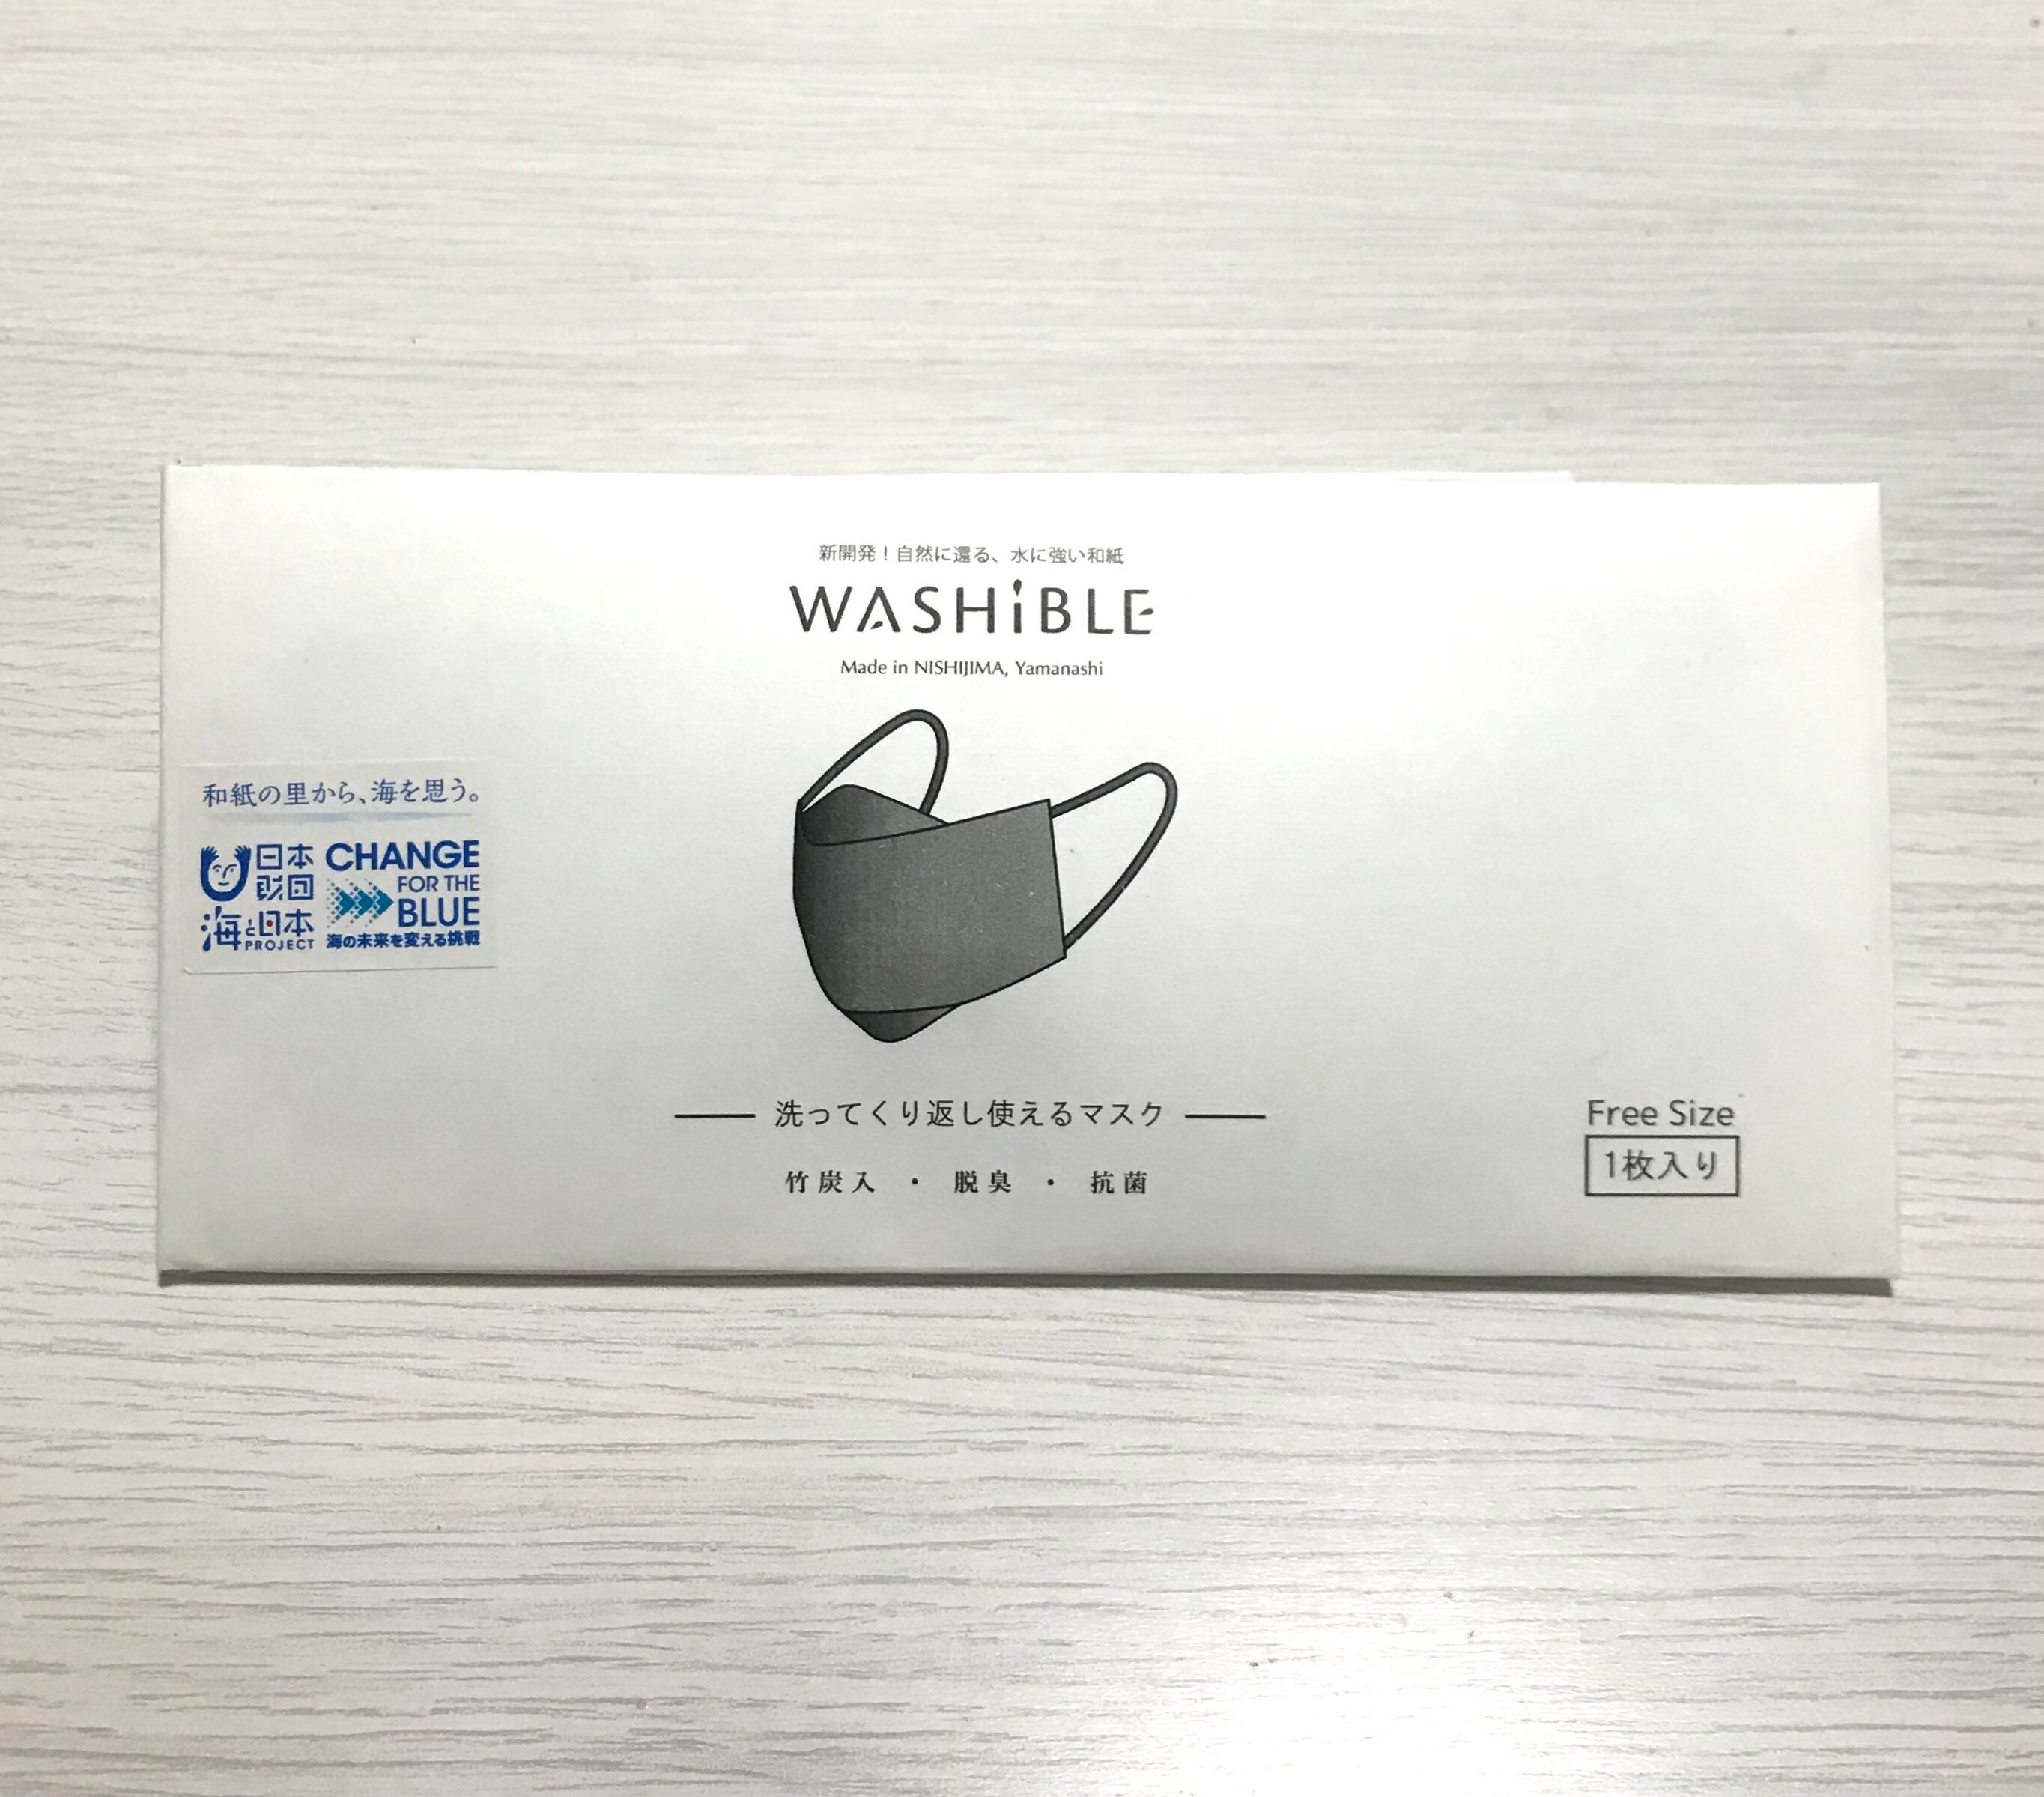 新開発！自然に還る、水に強い和紙
WASHiBLE
Made in NISHIJIMA, Yamanashi
和紙の里から、海を思う。
日本
財団
海と日本
PROJECT
CHANGE
FOR THE
BLUE
海の未来を変える挑戦
洗ってくり返し使えるマスク
竹炭入・脱臭・抗菌
Free Size
1枚入り